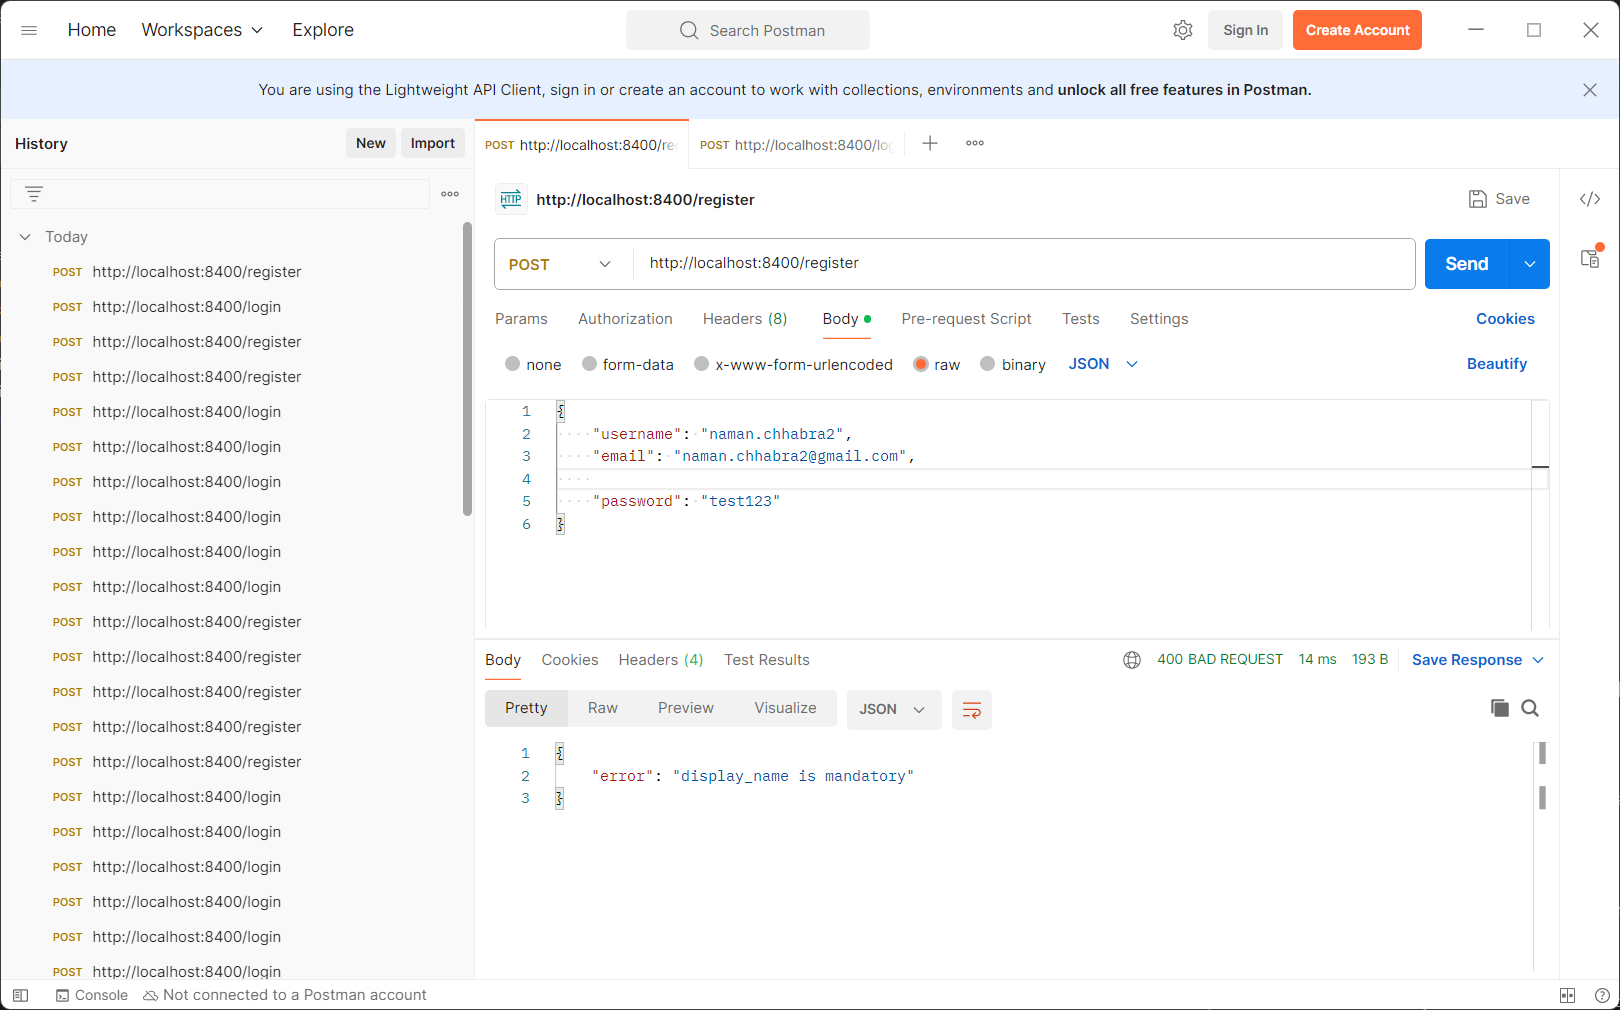 Home Workspaces Explore Search Postman Sign In Create Account
You are using the Lightweight API Client, sign in or create an account to work with collections, environments and unlock all free features in Postman.
History New Import
Today
POST http://localhost:8400/register
POST http://localhost:8400/login
POST http://localhost:8400/register
POST http://localhost:8400/register
POST http://localhost:8400/login
POST http://localhost:8400/login
POST http://localhost:8400/login
POST http://localhost:8400/login
POST http://localhost:8400/login
POST http://localhost:8400/login
POST http://localhost:8400/register
POST http://localhost:8400/register
POST http://localhost:8400/register
POST http://localhost:8400/register
POST http://localhost:8400/register
POST http://localhost:8400/login
POST http://localhost:8400/login
POST http://localhost:8400/login
POST http://localhost:8400/login
POST http://localhost:8400/login
POST http://localhost:8400/login
POST http://localhost:8400/re POST http://localhost:8400/lo
HTTP http://localhost:8400/register Save
POST http://localhost:8400/register Send
Params Authorization Headers (8) Body Pre-request Script Tests Settings Cookies
none form-data x-www-form-urlencoded raw binary JSON Beautify
1 {
2 "username": "naman.chhabra2",
3 "email": "naman.chhabra2@gmail.com",
4
5 "password": "test123"
6 }
Body Cookies Headers (4) Test Results 400 BAD REQUEST 14 ms 193 B Save Response
Pretty Raw Preview Visualize JSON
1 {
2 "error": "display_name is mandatory"
3 }
Console Not connected to a Postman account